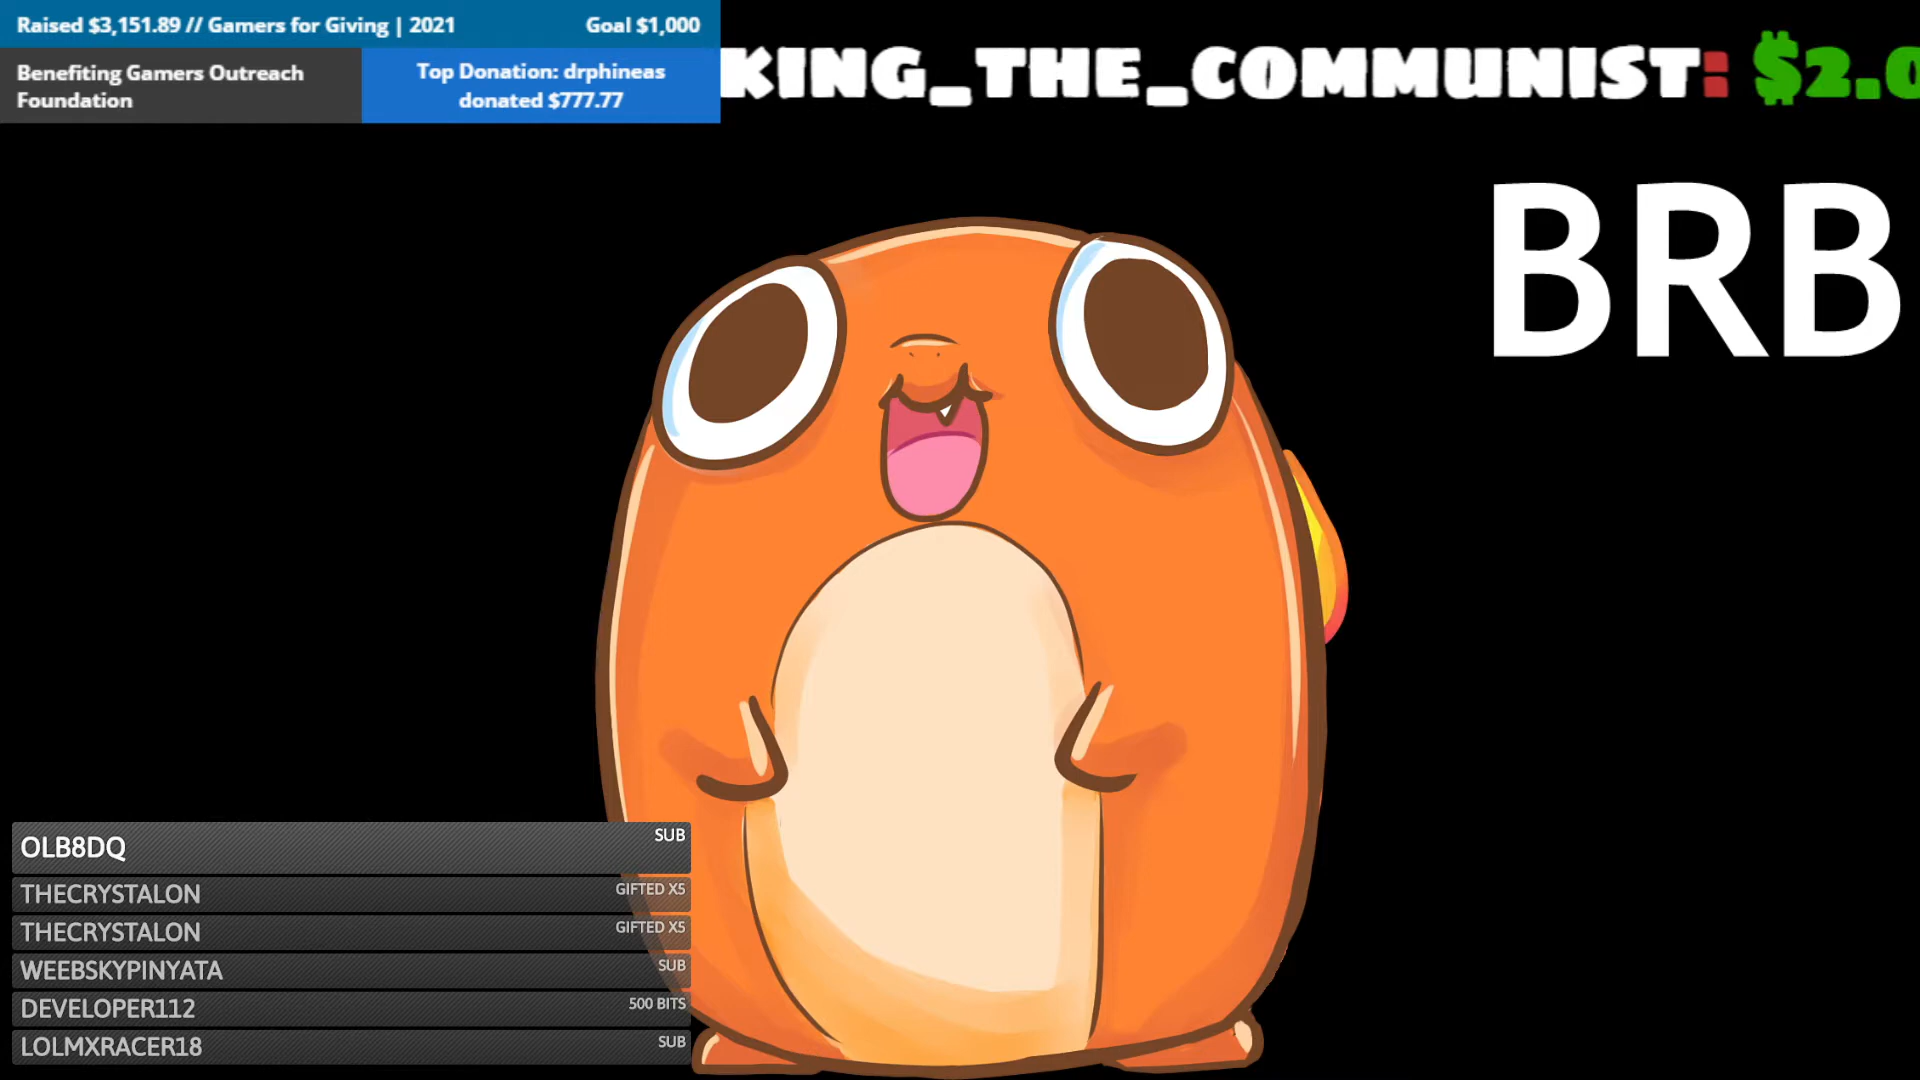 Raised $3,151.89 // Gamers for Giving | 2021 Goal $1,000
Benefiting Gamers Outreach
Foundation
Top Donation: drphineas
donated $777.77
KING_THE_COMMUNIST: $2.0
BRB
OLB8DQ SUB
THECRYSTALON GIFTED X5
THECRYSTALON GIFTED X5
WEEBSKYPINYATA SUB
DEVELOPER112 500 BITS
LOLMXRACER18 SUB